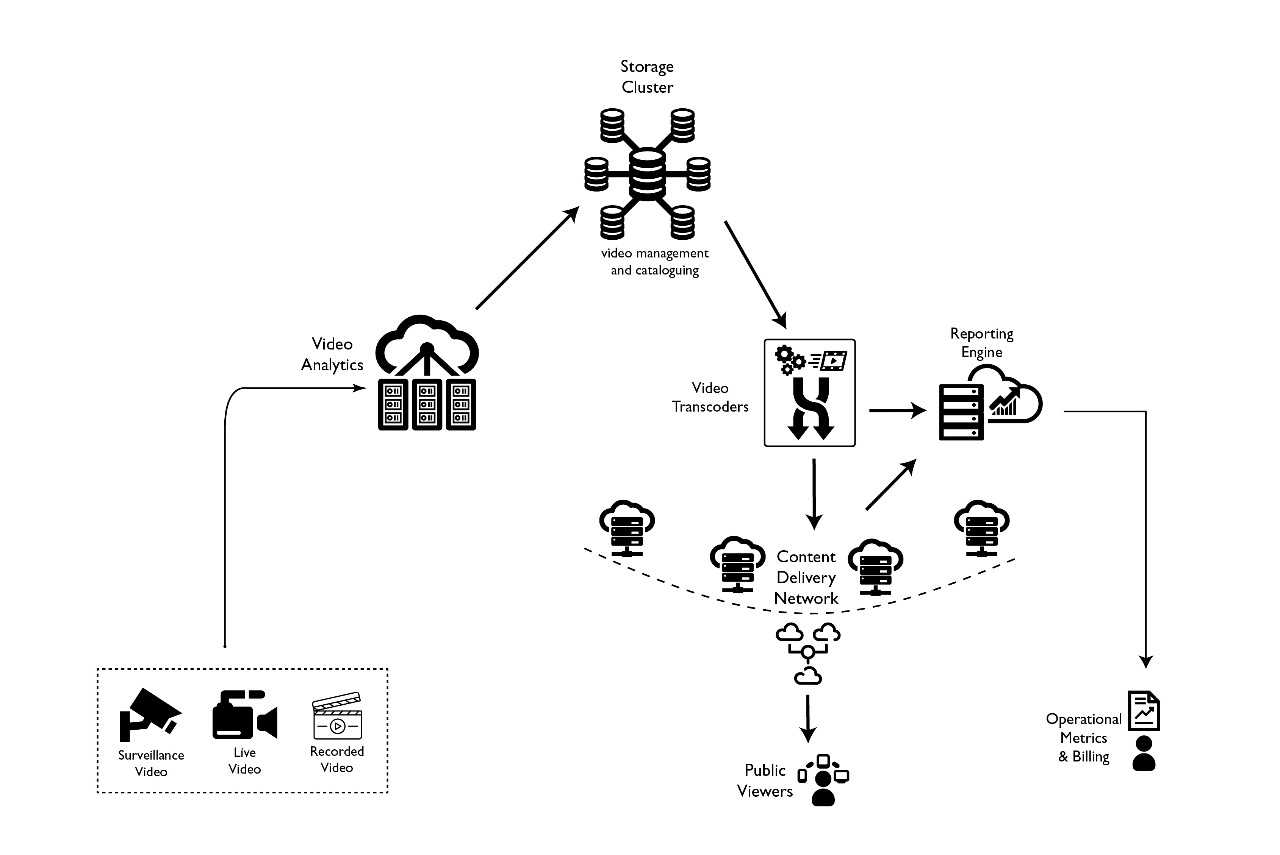 Storage
Cluster
video management
and cataloguing
Video
Analytics
Reporting
Engine
Video
Transcoders
Content
Delivery
Network
Surveillance
Video
Live
Video
Recorded
Video
Public
Viewers
Operational
Metrics
& Billing